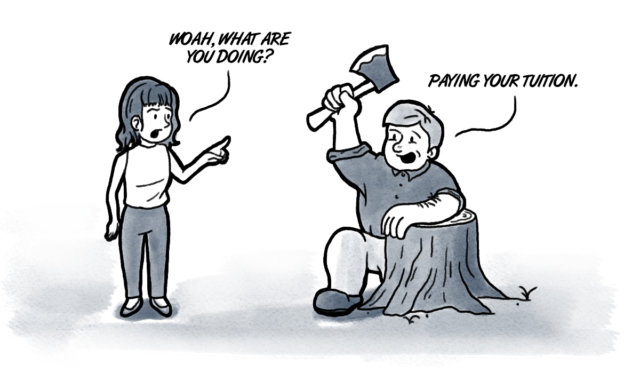 WOAH, WHAT ARE
YOU DOING?
PAYING YOUR TUITION.